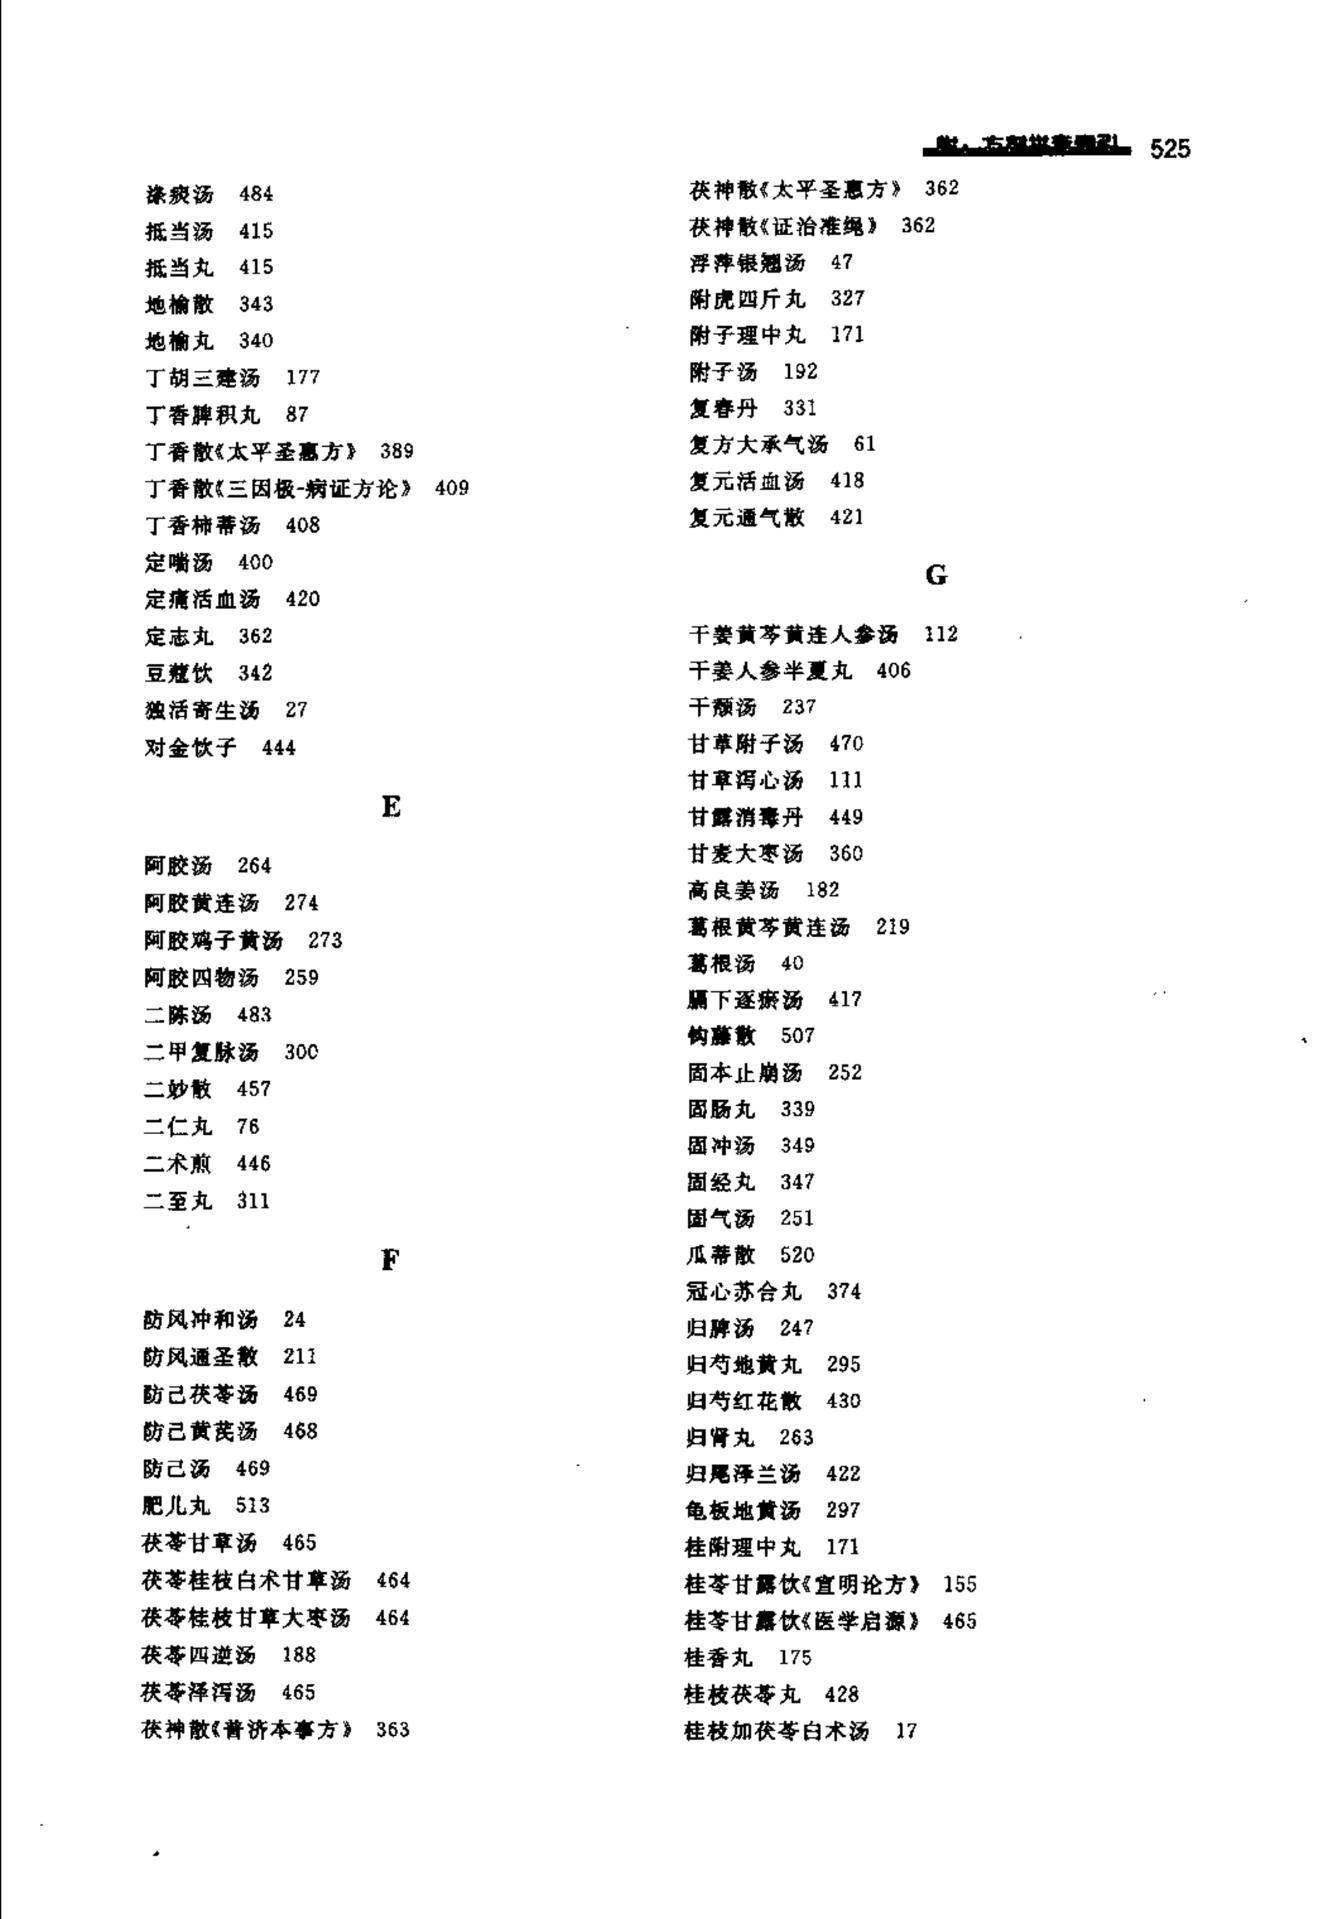 附：方剂拼音索引 525
涤痰汤 484
抵当汤 415
抵当丸 415
地榆散 343
地榆丸 340
丁胡三建汤 177
丁香脾积丸 87
丁香散《太平圣惠方》 389
丁香散《三因极-病证方论》 409
丁香柿蒂汤 408
定喘汤 400
定痛活血汤 420
定志丸 362
豆蔻饮 342
独活寄生汤 27
对金饮子 444
E
阿胶汤 264
阿胶黄连汤 274
阿胶鸡子黄汤 273
阿胶四物汤 259
二陈汤 483
二甲复脉汤 300
二妙散 457
二仁丸 76
二术煎 446
二至丸 311
F
防风冲和汤 24
防风通圣散 211
防己茯苓汤 469
防己黄芪汤 468
防己汤 469
肥儿丸 513
茯苓甘草汤 465
茯苓桂枝白术甘草汤 464
茯苓桂枝甘草大枣汤 464
茯苓四逆汤 188
茯苓泽泻汤 465
茯神散《普济本事方》 363
茯神散《太平圣惠方》 362
茯神散《证治准绳》 362
浮萍银翘汤 47
附虎四斤丸 327
附子理中丸 171
附子汤 192
复春丹 331
复方大承气汤 61
复元活血汤 418
复元通气散 421
G
干姜黄芩黄连人参汤 112
干姜人参半夏丸 406
干颓汤 237
甘草附子汤 470
甘草泻心汤 111
甘露消毒丹 449
甘麦大枣汤 360
高良姜汤 182
葛根黄芩黄连汤 219
葛根汤 40
膈下逐瘀汤 417
钩藤散 507
固本止崩汤 252
固肠丸 339
固冲汤 349
固经丸 347
固气汤 251
瓜蒂散 520
冠心苏合丸 374
归脾汤 247
归芍地黄丸 295
归芍红花散 430
归肾丸 263
归尾泽兰汤 422
龟板地黄汤 297
桂附理中丸 171
桂苓甘露饮《宣明论方》 155
桂苓甘露饮《医学启源》 465
桂香丸 175
桂枝茯苓丸 428
桂枝加茯苓白术汤 17